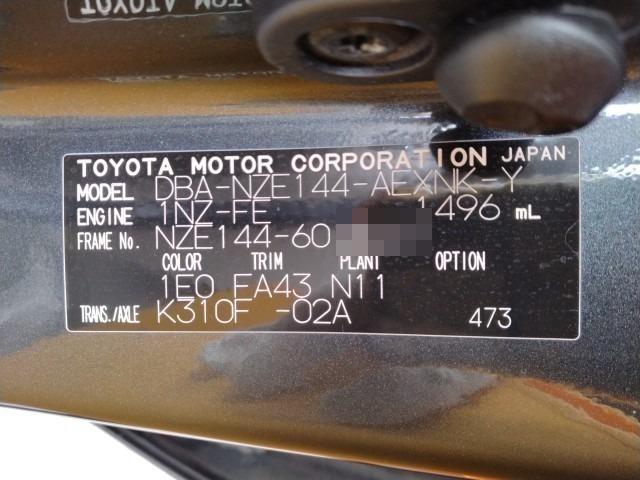 TOYOTA MOTOR CORPORATION JAPAN
MODEL DBA-NZE144-AEXNK-Y
ENGINE 1NZ-FE 1496 mL
FRAME No. NZE144-60
COLOR TRIM PLANT OPTION
1E0 FA43 N11
TRANS./AXLE K310F -02A 473